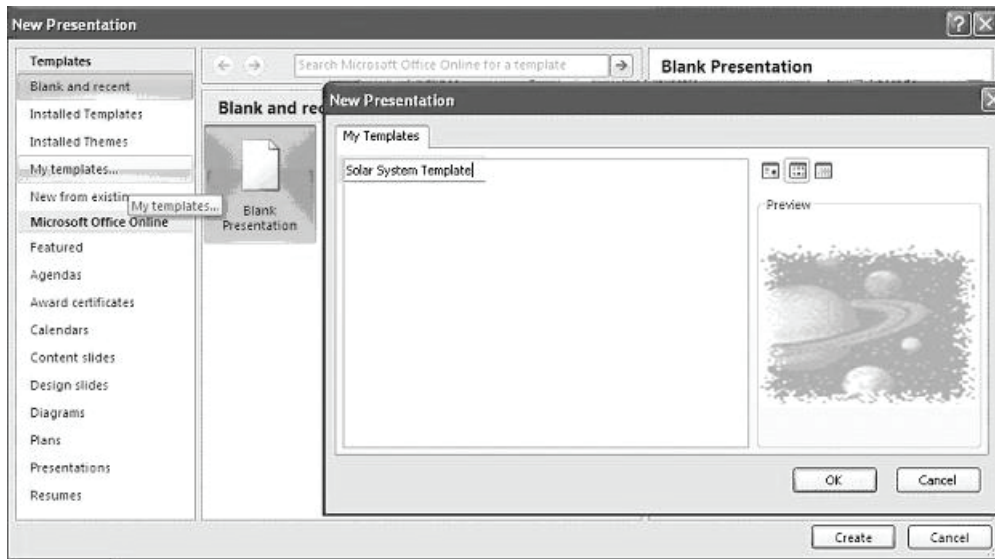 New Presentation
Templates
Blank and recent
Installed Templates
Installed Themes
My templates...
New from existin
My templates...
Microsoft Office Online
Featured
Agendas
Award certificates
Calendars
Content slides
Design slides
Diagrams
Plans
Presentations
Resumes
Search Microsoft Office Online for a template
Blank and rec
Blank
Presentation
Blank Presentation
New Presentation
My Templates
Solar System Template
Preview
OK
Cancel
Create
Cancel